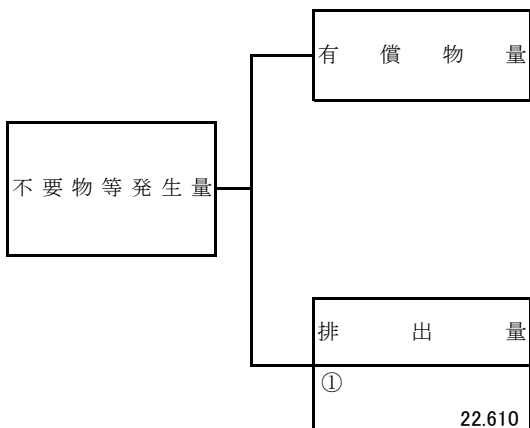 有償物量
不要物等発生量
排出量
①
22.610